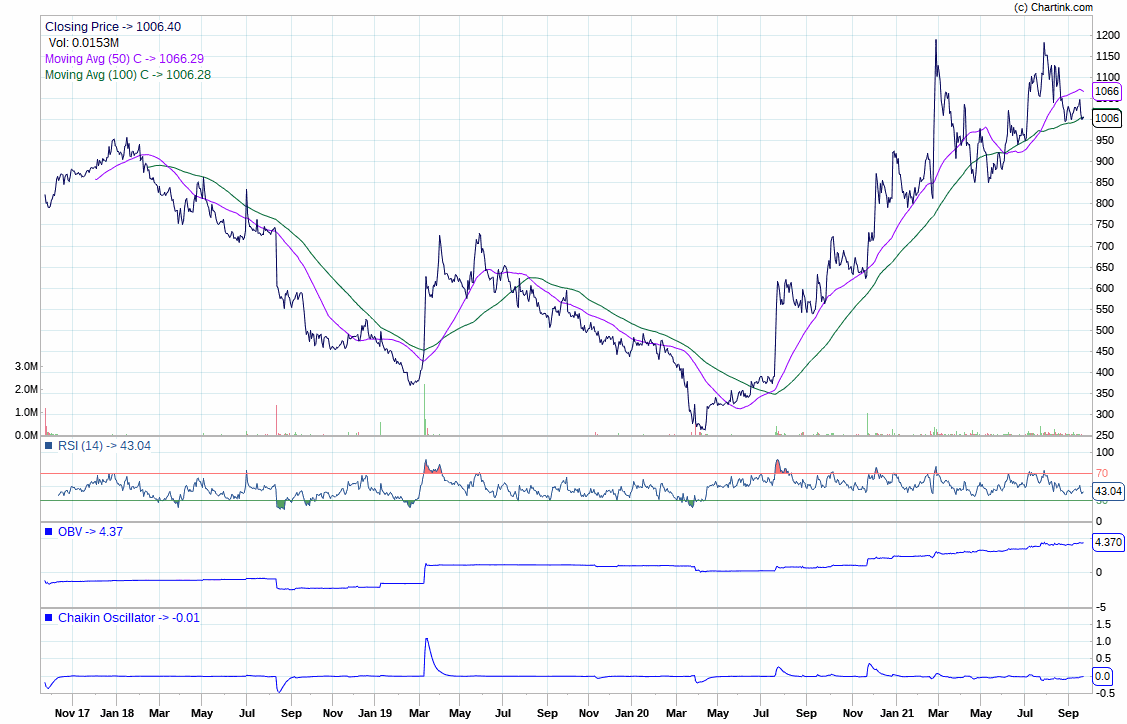 (c) Chartink.com
Closing Price -> 1006.40
Vol: 0.0153M
Moving Avg (50) C -> 1066.29
Moving Avg (100) C -> 1006.28
1200
1150
1100
1066
1006
950
900
850
800
750
700
650
600
550
500
450
400
350
300
250
3.0M
2.0M
1.0M
0.0M
RSI (14) -> 43.04
100
70
43.04
0
OBV -> 4.37
4.370
0
-5
Chaikin Oscillator -> -0.01
1.5
1.0
0.5
0.0
-0.5
Nov 17 Jan 18 Mar May Jul Sep Nov Jan 19 Mar May Jul Sep Nov Jan 20 Mar May Jul Sep Nov Jan 21 Mar May Jul Sep